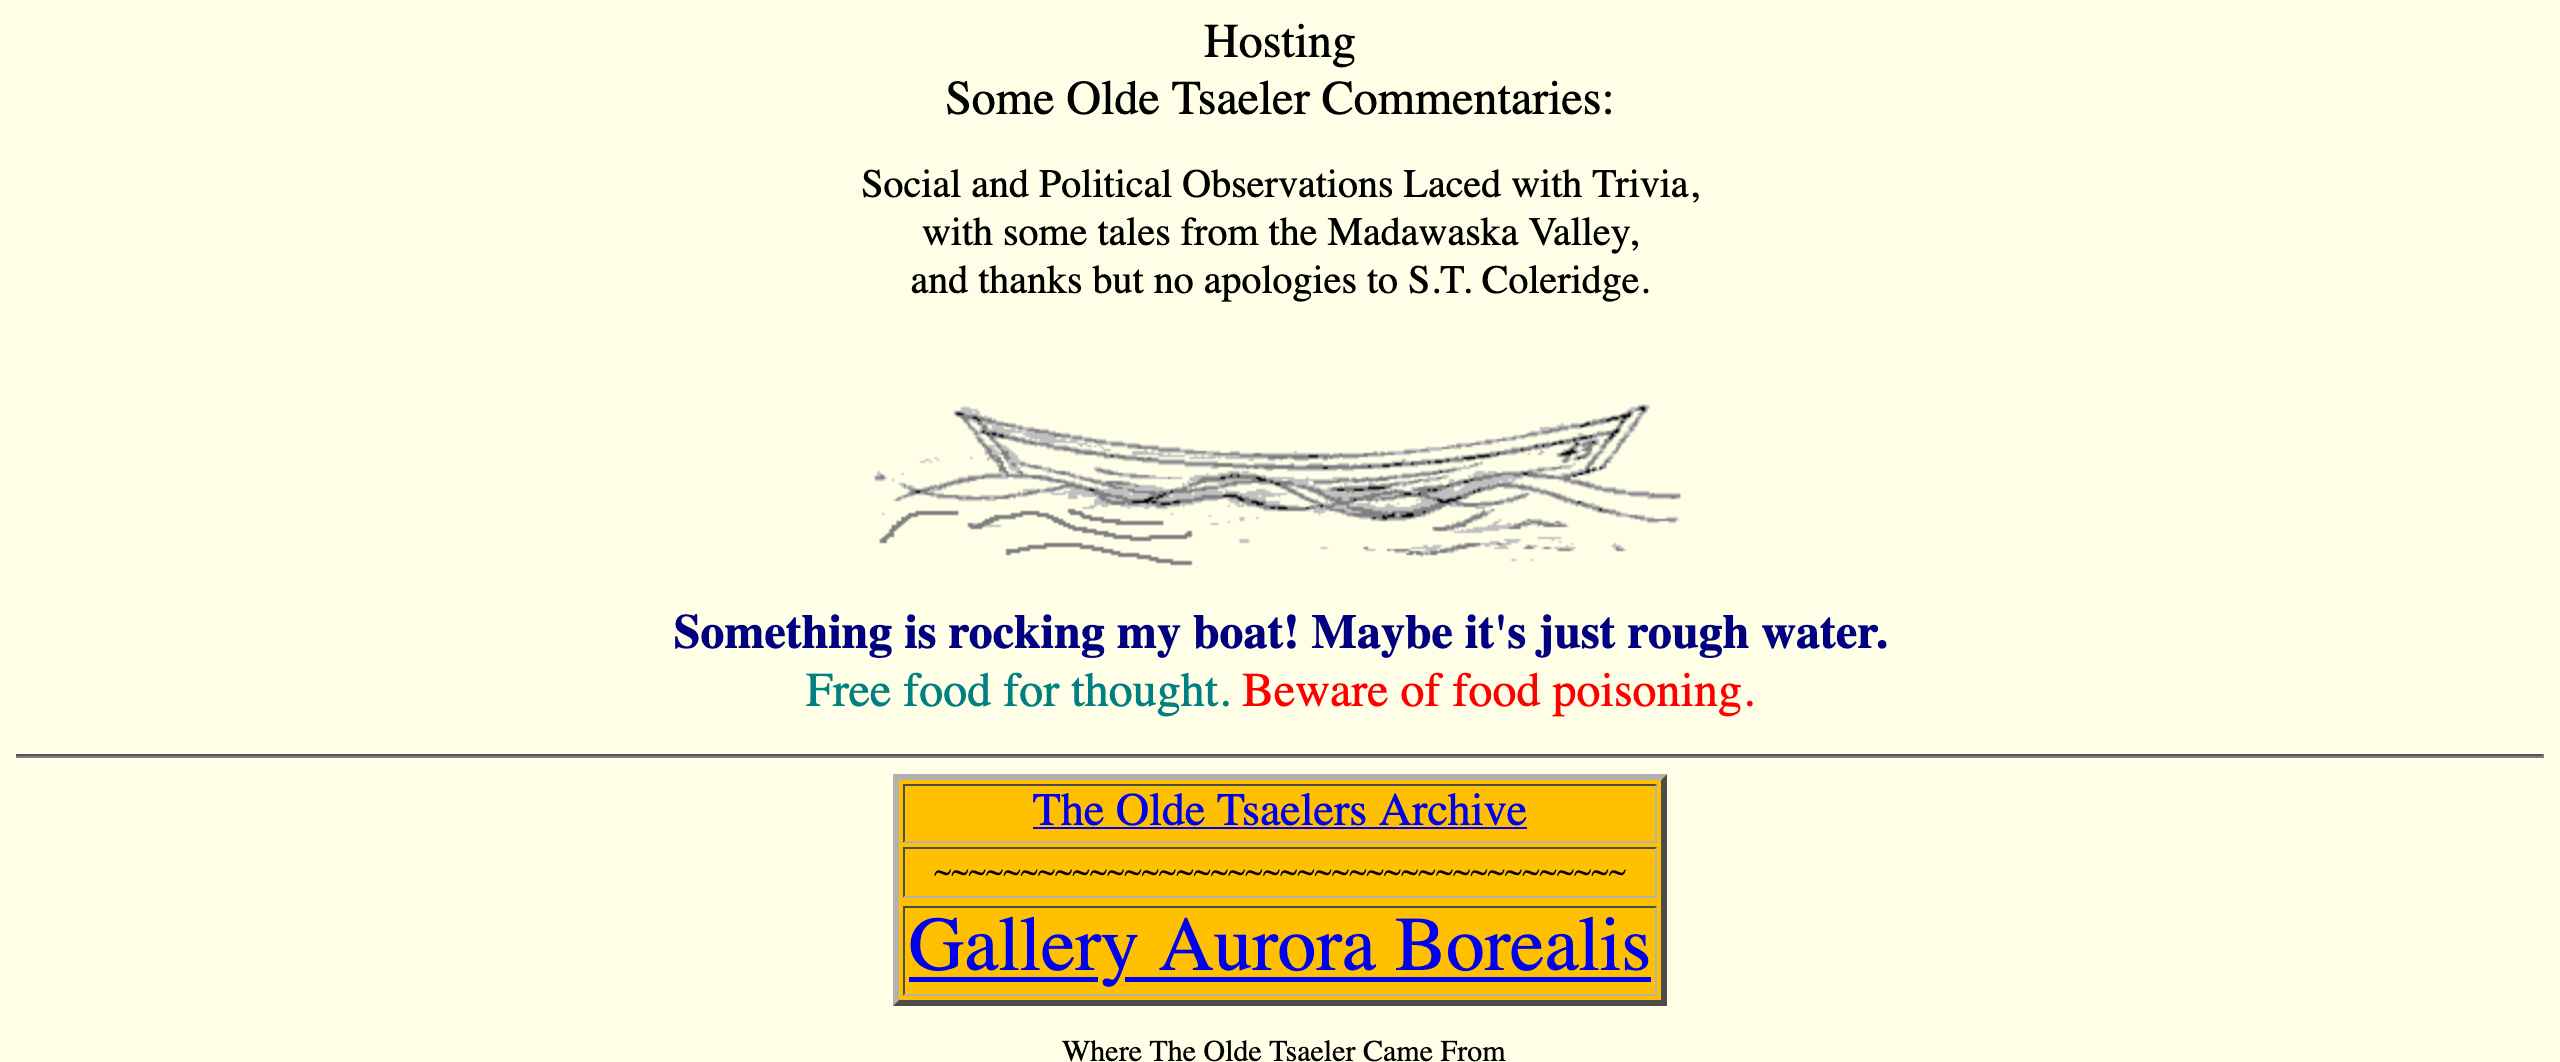 Hosting
Some Olde Tsaeler Commentaries:
Social and Political Observations Laced with Trivia,
with some tales from the Madawaska Valley,
and thanks but no apologies to S.T. Coleridge.
Something is rocking my boat! Maybe it's just rough water.
Free food for thought. Beware of food poisoning.
The Olde Tsaelers Archive
~~~~~~~~~~~~~~~~~~~~~~~~~~~~~~~~~~~~~~~~
Gallery Aurora Borealis
Where The Olde Tsaeler Came From